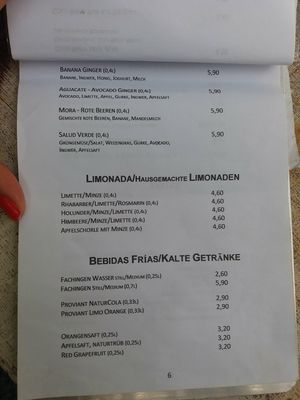 BANANA GINGER (0,4L) 5,90
BANANE, INGWER, HONIG, JOGHURT, MILCH
AGUACATE - AVOCADO GINGER (0,4L) 5,90
AVOCADO, LIMETTE, APFEL, GURKE, INGWER, APFELSAFT
MORA - ROTE BEEREN (0,4L) 5,90
GEMISCHTE ROTE BEEREN, BANANE, MANDELMILCH
SALUD VERDE (0,4L) 5,90
GRÜNGEMÜSE/SALAT, WEIZENGRAS, GURKE, AVOCADO,
INGWER, APFELSAFT
LIMONADA/HAUSGEMACHTE LIMONADEN
LIMETTE/MINZE (0,4L) 4,60
RHABARBER/LIMETTE/ROSMARIN (0,4L) 4,60
HOLUNDER/LIMETTE/MINZE (0,4L) 4,60
HIMBEERE/MINZE/LIMETTE (0,4L) 4,60
APFELSCHORLE MIT MINZE (0,4L) 4,60
BEBIDAS FRÍAS/KALTE GETRÄNKE
FACHINGEN WASSER STILL/MEDIUM (0,25L) 2,60
FACHINGEN STILL/MEDIUM 5,90
PROVIANT NATURCOLA (0,33L) 2,90
PROVIANT LIMO ORANGE (0,33L) 2,90
ORANGENSAFT (0,25L) 3,20
APFELSAFT, NATURTRÜB (0,25L) 3,20
RED GRAPEFRUIT (0,25L) 3,20
6